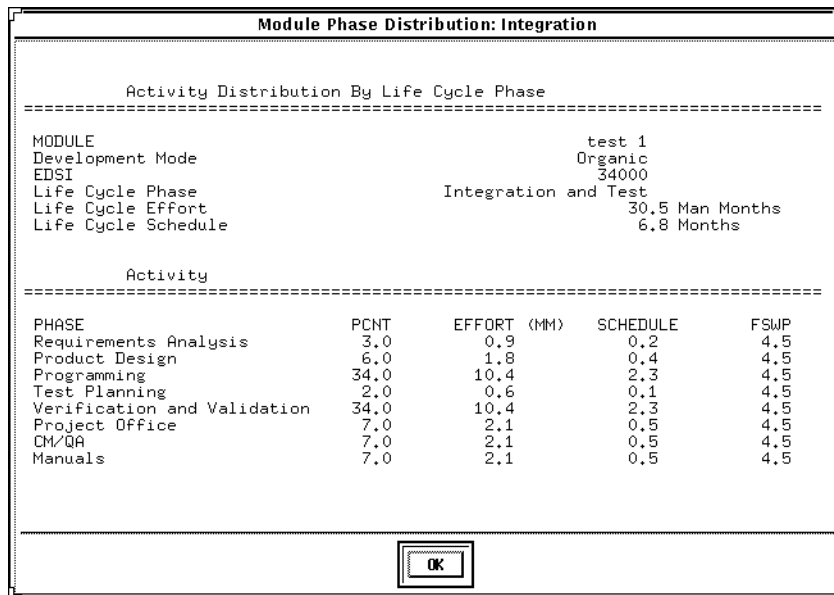 Module Phase Distribution: Integration
Activity Distribution By Life Cycle Phase
==============================================================================
MODULE test 1
Development Mode Organic
EDSI 34000
Life Cycle Phase Integration and Test
Life Cycle Effort 30.5 Man Months
Life Cycle Schedule 6.8 Months
Activity
==============================================================================
PHASE PCNT EFFORT (MM) SCHEDULE FSWP
Requirements Analysis 3.0 0.9 0.2 4.5
Product Design 6.0 1.8 0.4 4.5
Programming 34.0 10.4 2.3 4.5
Test Planning 2.0 0.6 0.1 4.5
Verification and Validation 34.0 10.4 2.3 4.5
Project Office 7.0 2.1 0.5 4.5
CM/QA 7.0 2.1 0.5 4.5
Manuals 7.0 2.1 0.5 4.5
OK